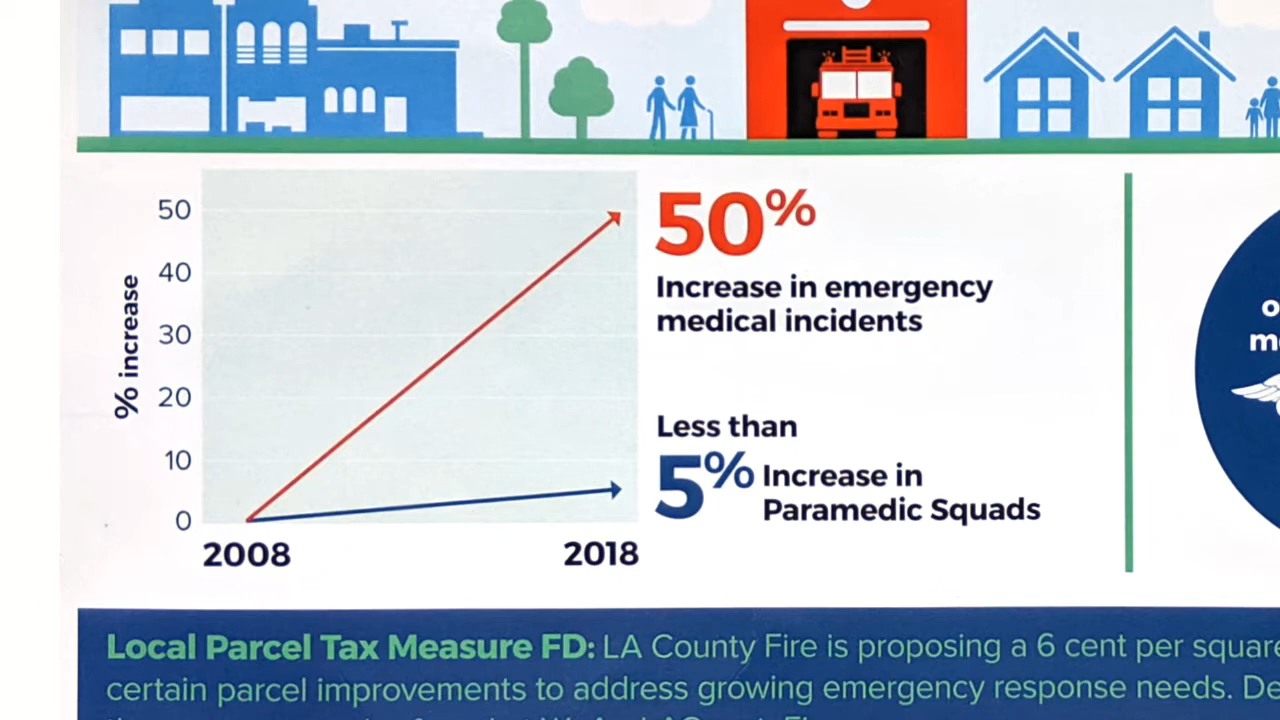 50
40
30
20
10
0
% increase
2008
2018
50%
Increase in emergency
medical incidents
Less than
5% Increase in
Paramedic Squads
Local Parcel Tax Measure FD: LA County Fire is proposing a 6 cent per square
certain parcel improvements to address growing emergency response needs.